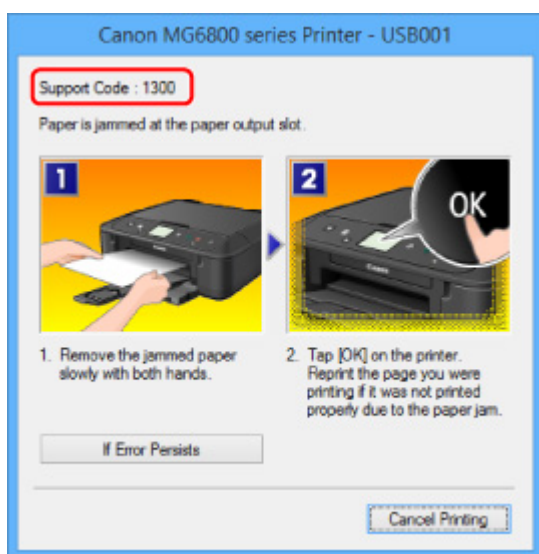 Canon MG6800 series Printer - USB001
Support Code : 1300
Paper is jammed at the paper output slot.
1
2
OK
Canon
1. Remove the jammed paper
slowly with both hands.
2. Tap [OK] on the printer.
Reprint the page you were
printing if it was not printed
properly due to the paper jam.
If Error Persists
Cancel Printing